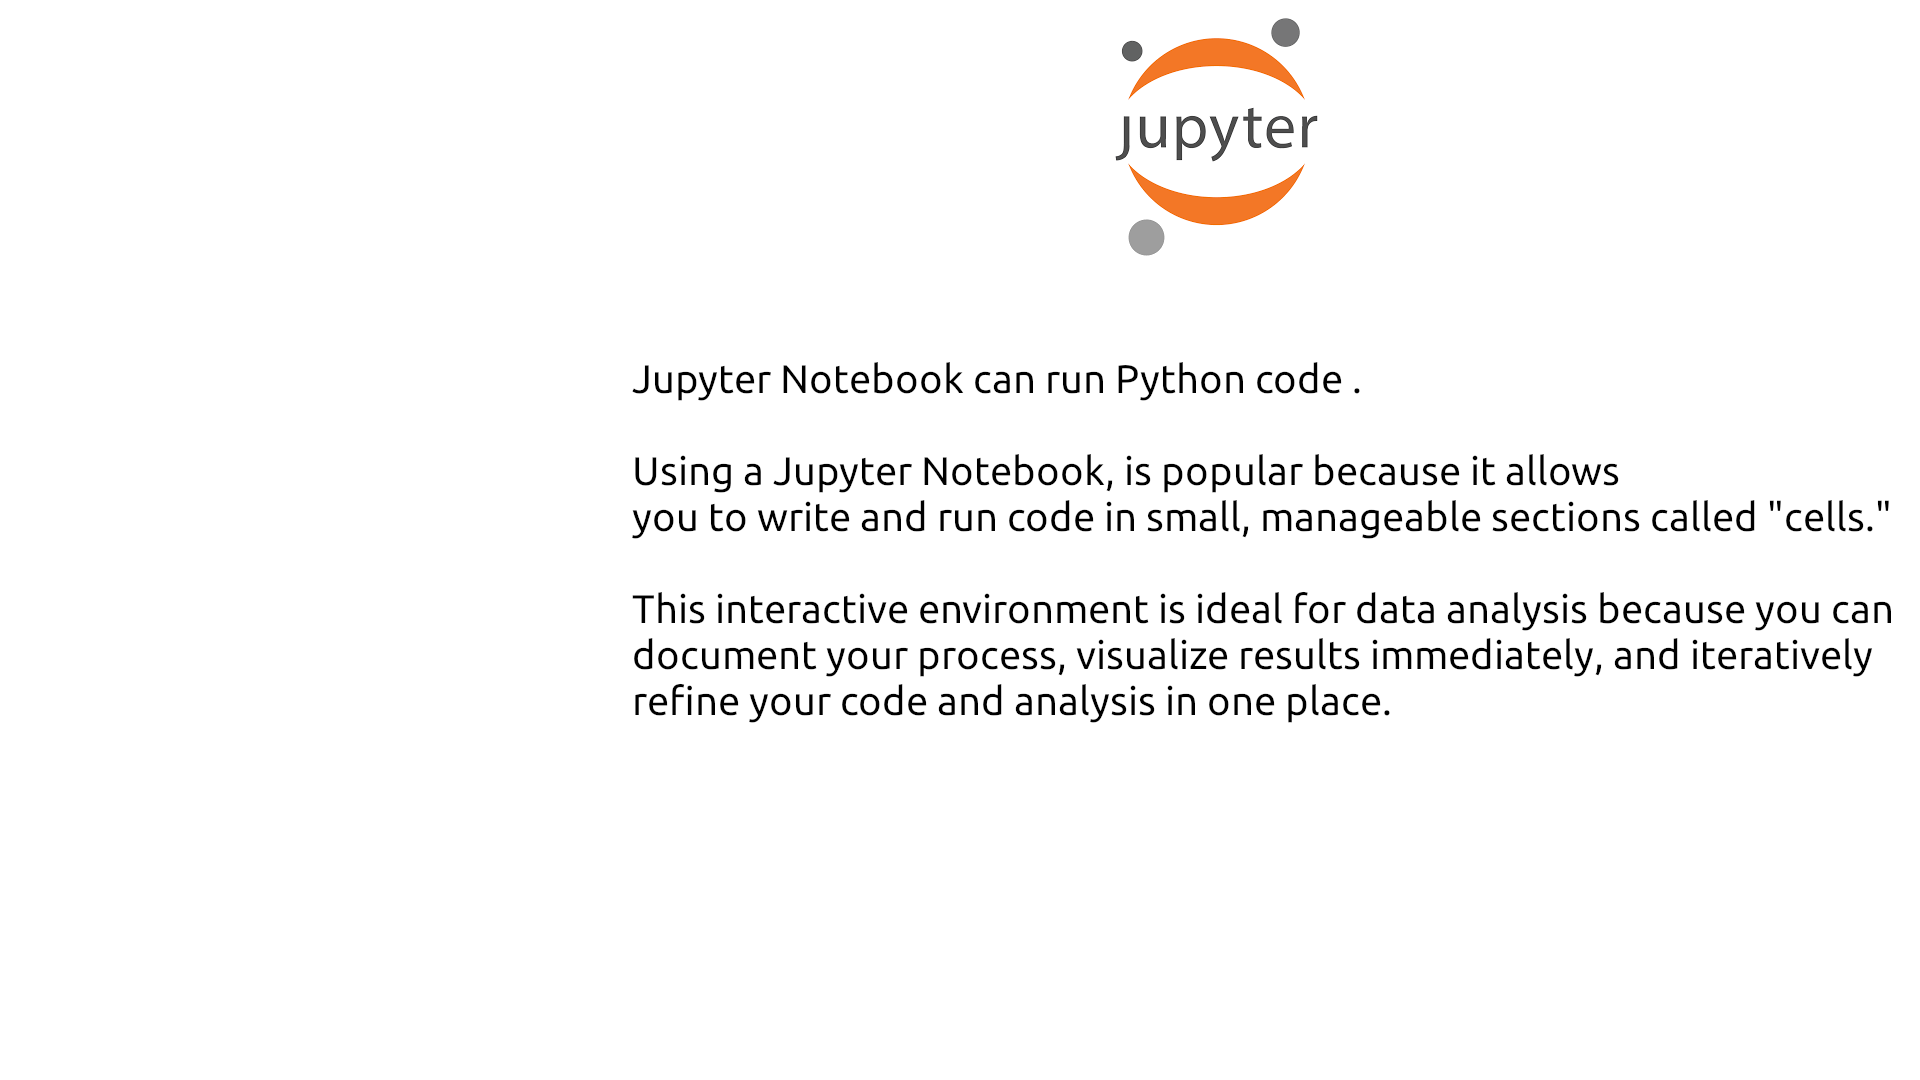 jupyter
Jupyter Notebook can run Python code .
Using a Jupyter Notebook, is popular because it allows
you to write and run code in small, manageable sections called "cells."
This interactive environment is ideal for data analysis because you can
document your process, visualize results immediately, and iteratively
refine your code and analysis in one place.